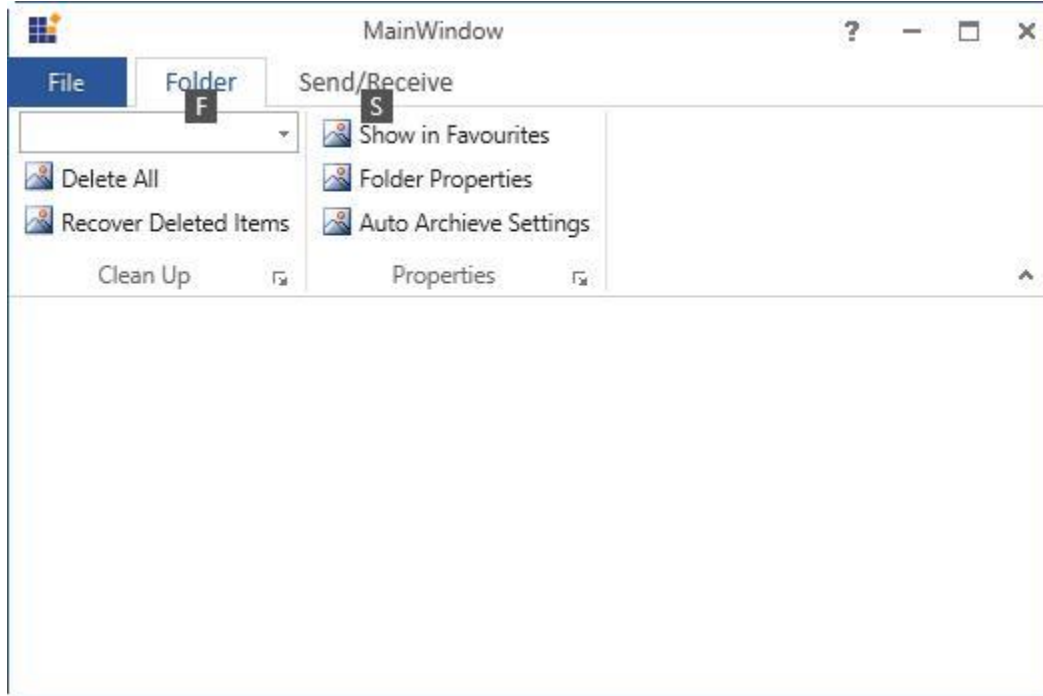 MainWindow ?
File Folder Send/Receive
F S
Show in Favourites
Delete All Folder Properties
Recover Deleted Items Auto Archieve Settings
Clean Up Properties